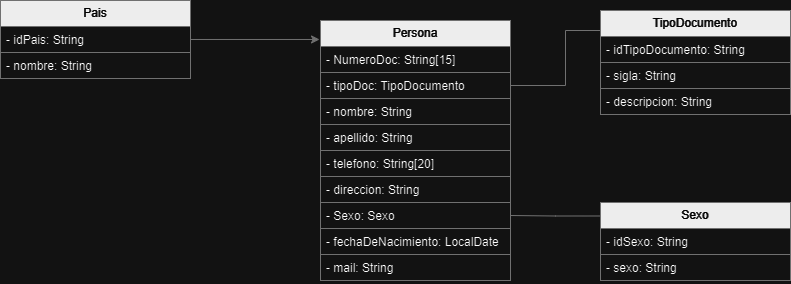 Pais
- idPais: String
- nombre: String
Persona
- NumeroDoc: String[15]
- tipoDoc: TipoDocumento
- nombre: String
- apellido: String
- telefono: String[20]
- direccion: String
- Sexo: Sexo
- fechaDeNacimiento: LocalDate
- mail: String
TipoDocumento
- idTipoDocumento: String
- sigla: String
- descripcion: String
Sexo
- idSexo: String
- sexo: String